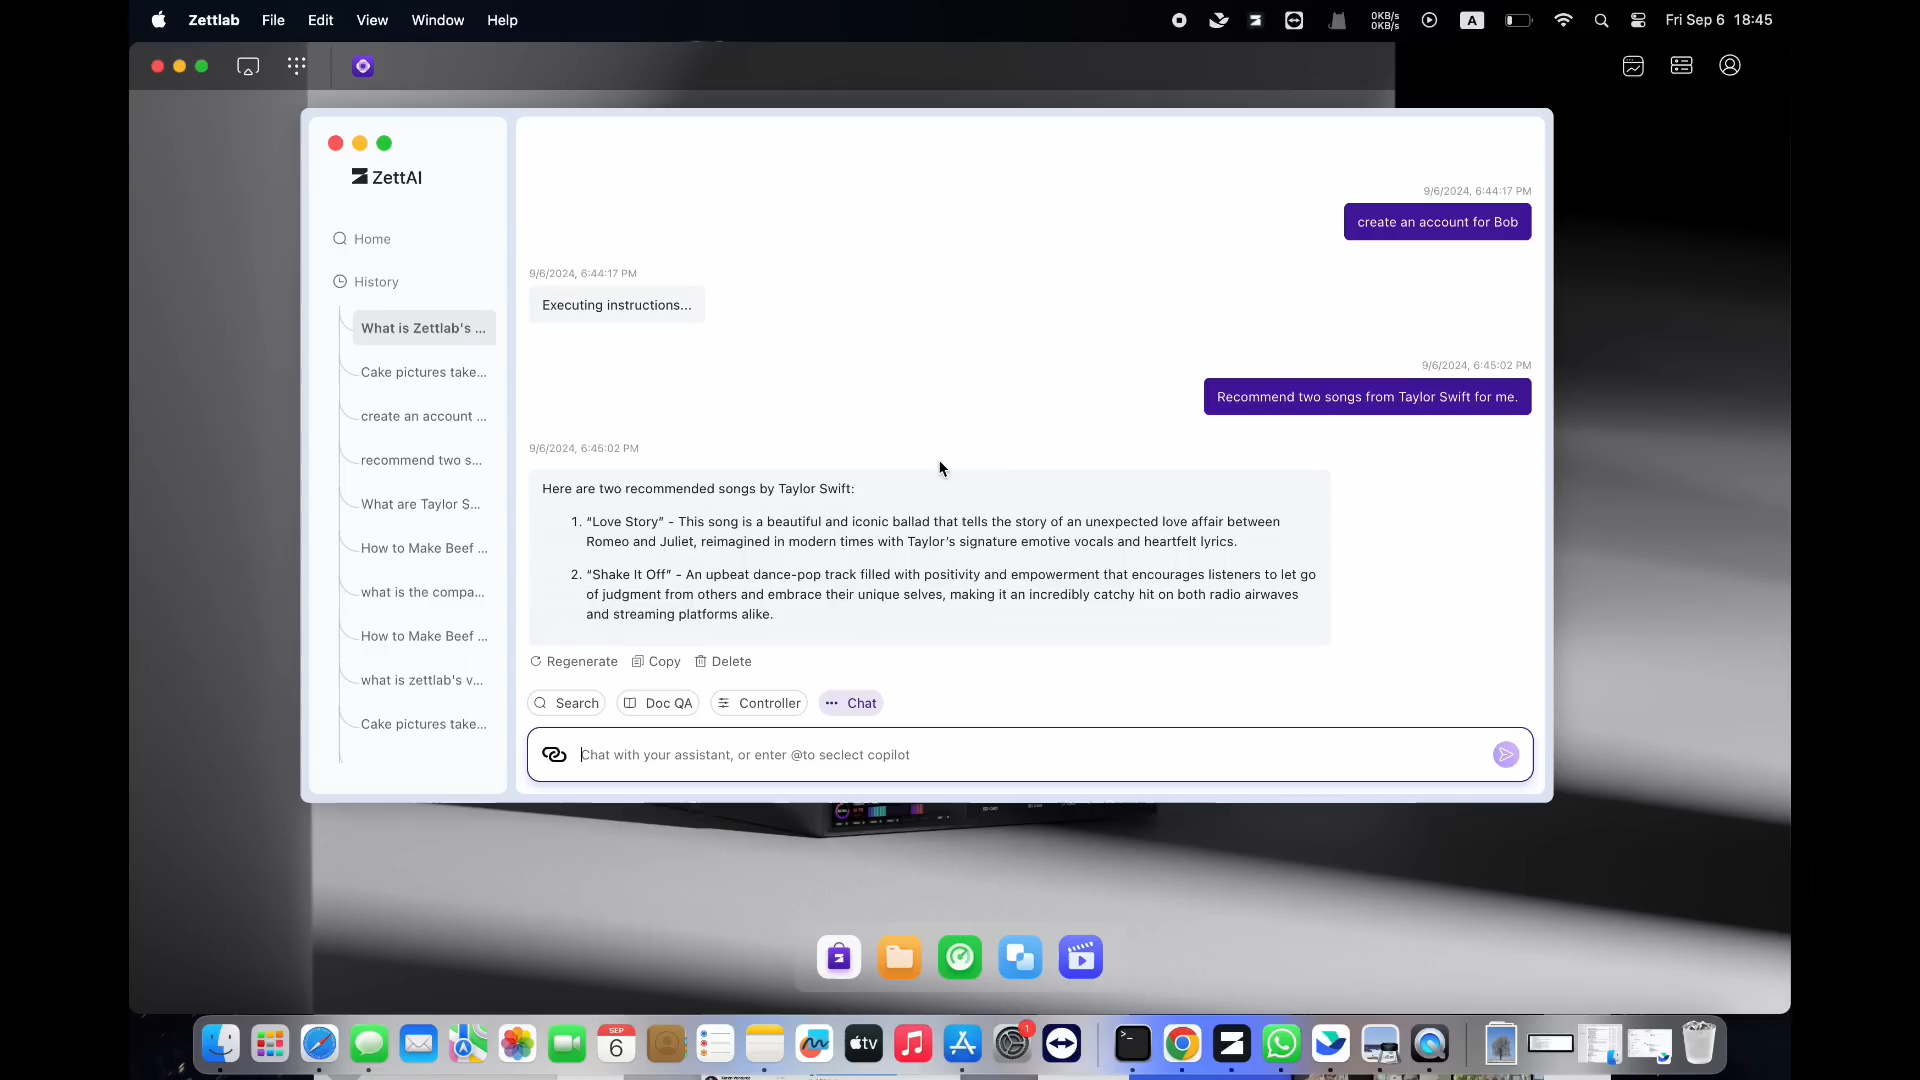 Zettlab File Edit View Window Help
0KB/s
0KB/s
A
Fri Sep 6 18:45
ZettAI
Home
History
What is Zettlab's ...
Cake pictures take...
create an account ...
recommend two s...
What are Taylor S...
How to Make Beef ...
what is the compa...
How to Make Beef ...
what is zettlab's v...
Cake pictures take...
9/6/2024, 6:44:17 PM
create an account for Bob
9/6/2024, 6:44:17 PM
Executing instructions...
9/6/2024, 6:45:02 PM
Recommend two songs from Taylor Swift for me.
9/6/2024, 6:45:02 PM
Here are two recommended songs by Taylor Swift:
1. "Love Story" - This song is a beautiful and iconic ballad that tells the story of an unexpected love affair between
Romeo and Juliet, reimagined in modern times with Taylor's signature emotive vocals and heartfelt lyrics.
2. "Shake It Off" - An upbeat dance-pop track filled with positivity and empowerment that encourages listeners to let go
of judgment from others and embrace their unique selves, making it an incredibly catchy hit on both radio airwaves
and streaming platforms alike.
Regenerate Copy Delete
Search Doc QA Controller Chat
Chat with your assistant, or enter @to seclect copilot
SEP
6
tv
1